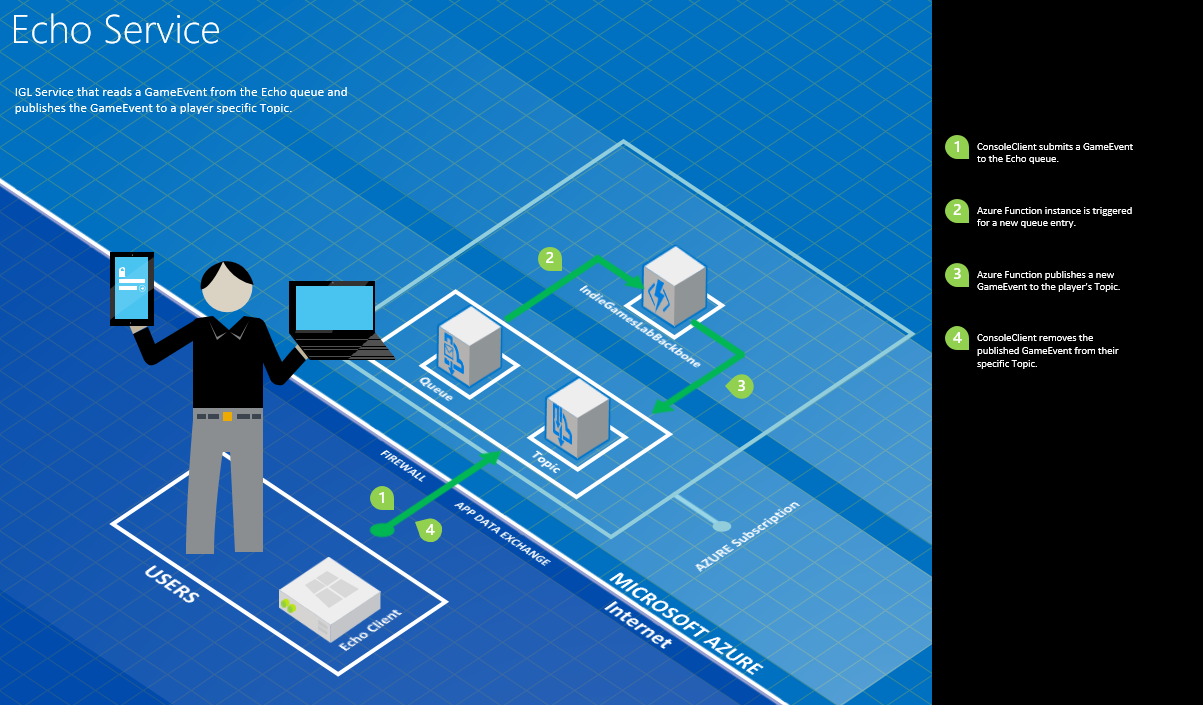 Echo Service
IGL Service that reads a GameEvent from the Echo queue and
publishes the GameEvent to a player specific Topic.
1
ConsoleClient submits a GameEvent
to the Echo queue.
2
Azure Function instance is triggered
for a new queue entry.
3
Azure Function publishes a new
GameEvent to the player's Topic.
4
ConsoleClient removes the
published GameEvent from their
specific Topic.
2
IndieGamesLabBackbone
Queue
3
Topic
FIREWALL
1
4
APP DATA EXCHANGE
AZURE Subscription
USERS
Echo Client
MICROSOFT AZURE
Internet